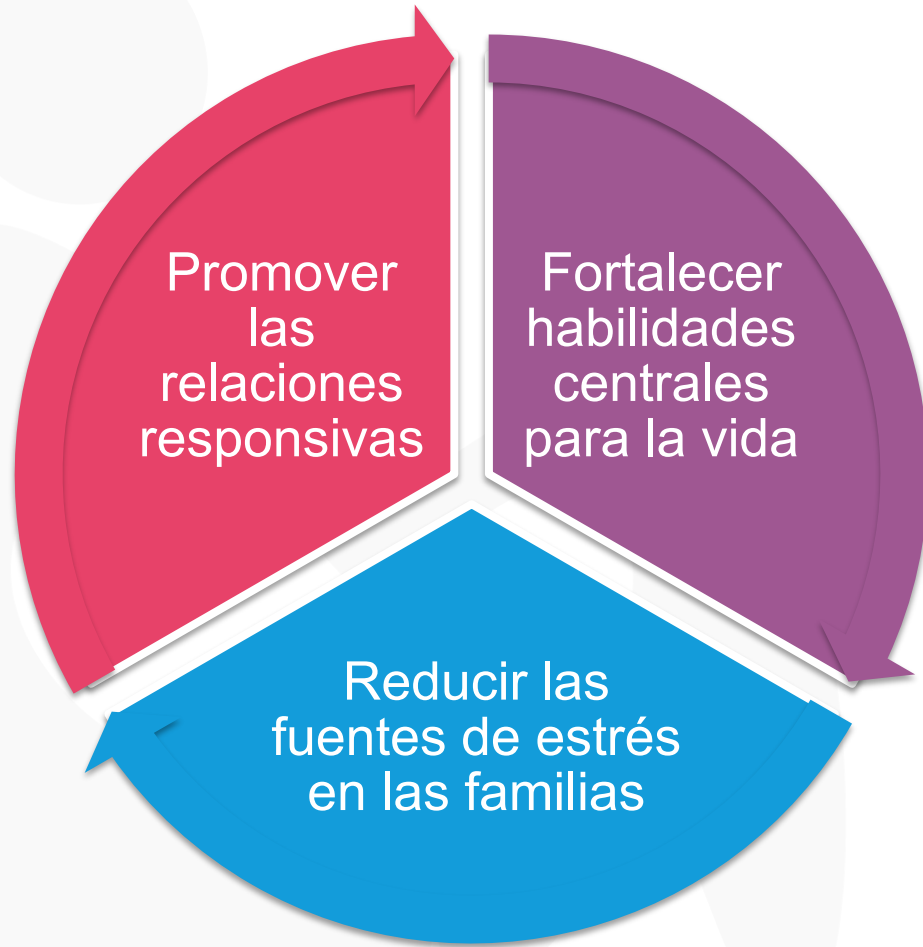 Promover
las
relaciones
responsivas
Fortalecer
habilidades
centrales
para la vida
Reducir las
fuentes de estrés
en las familias